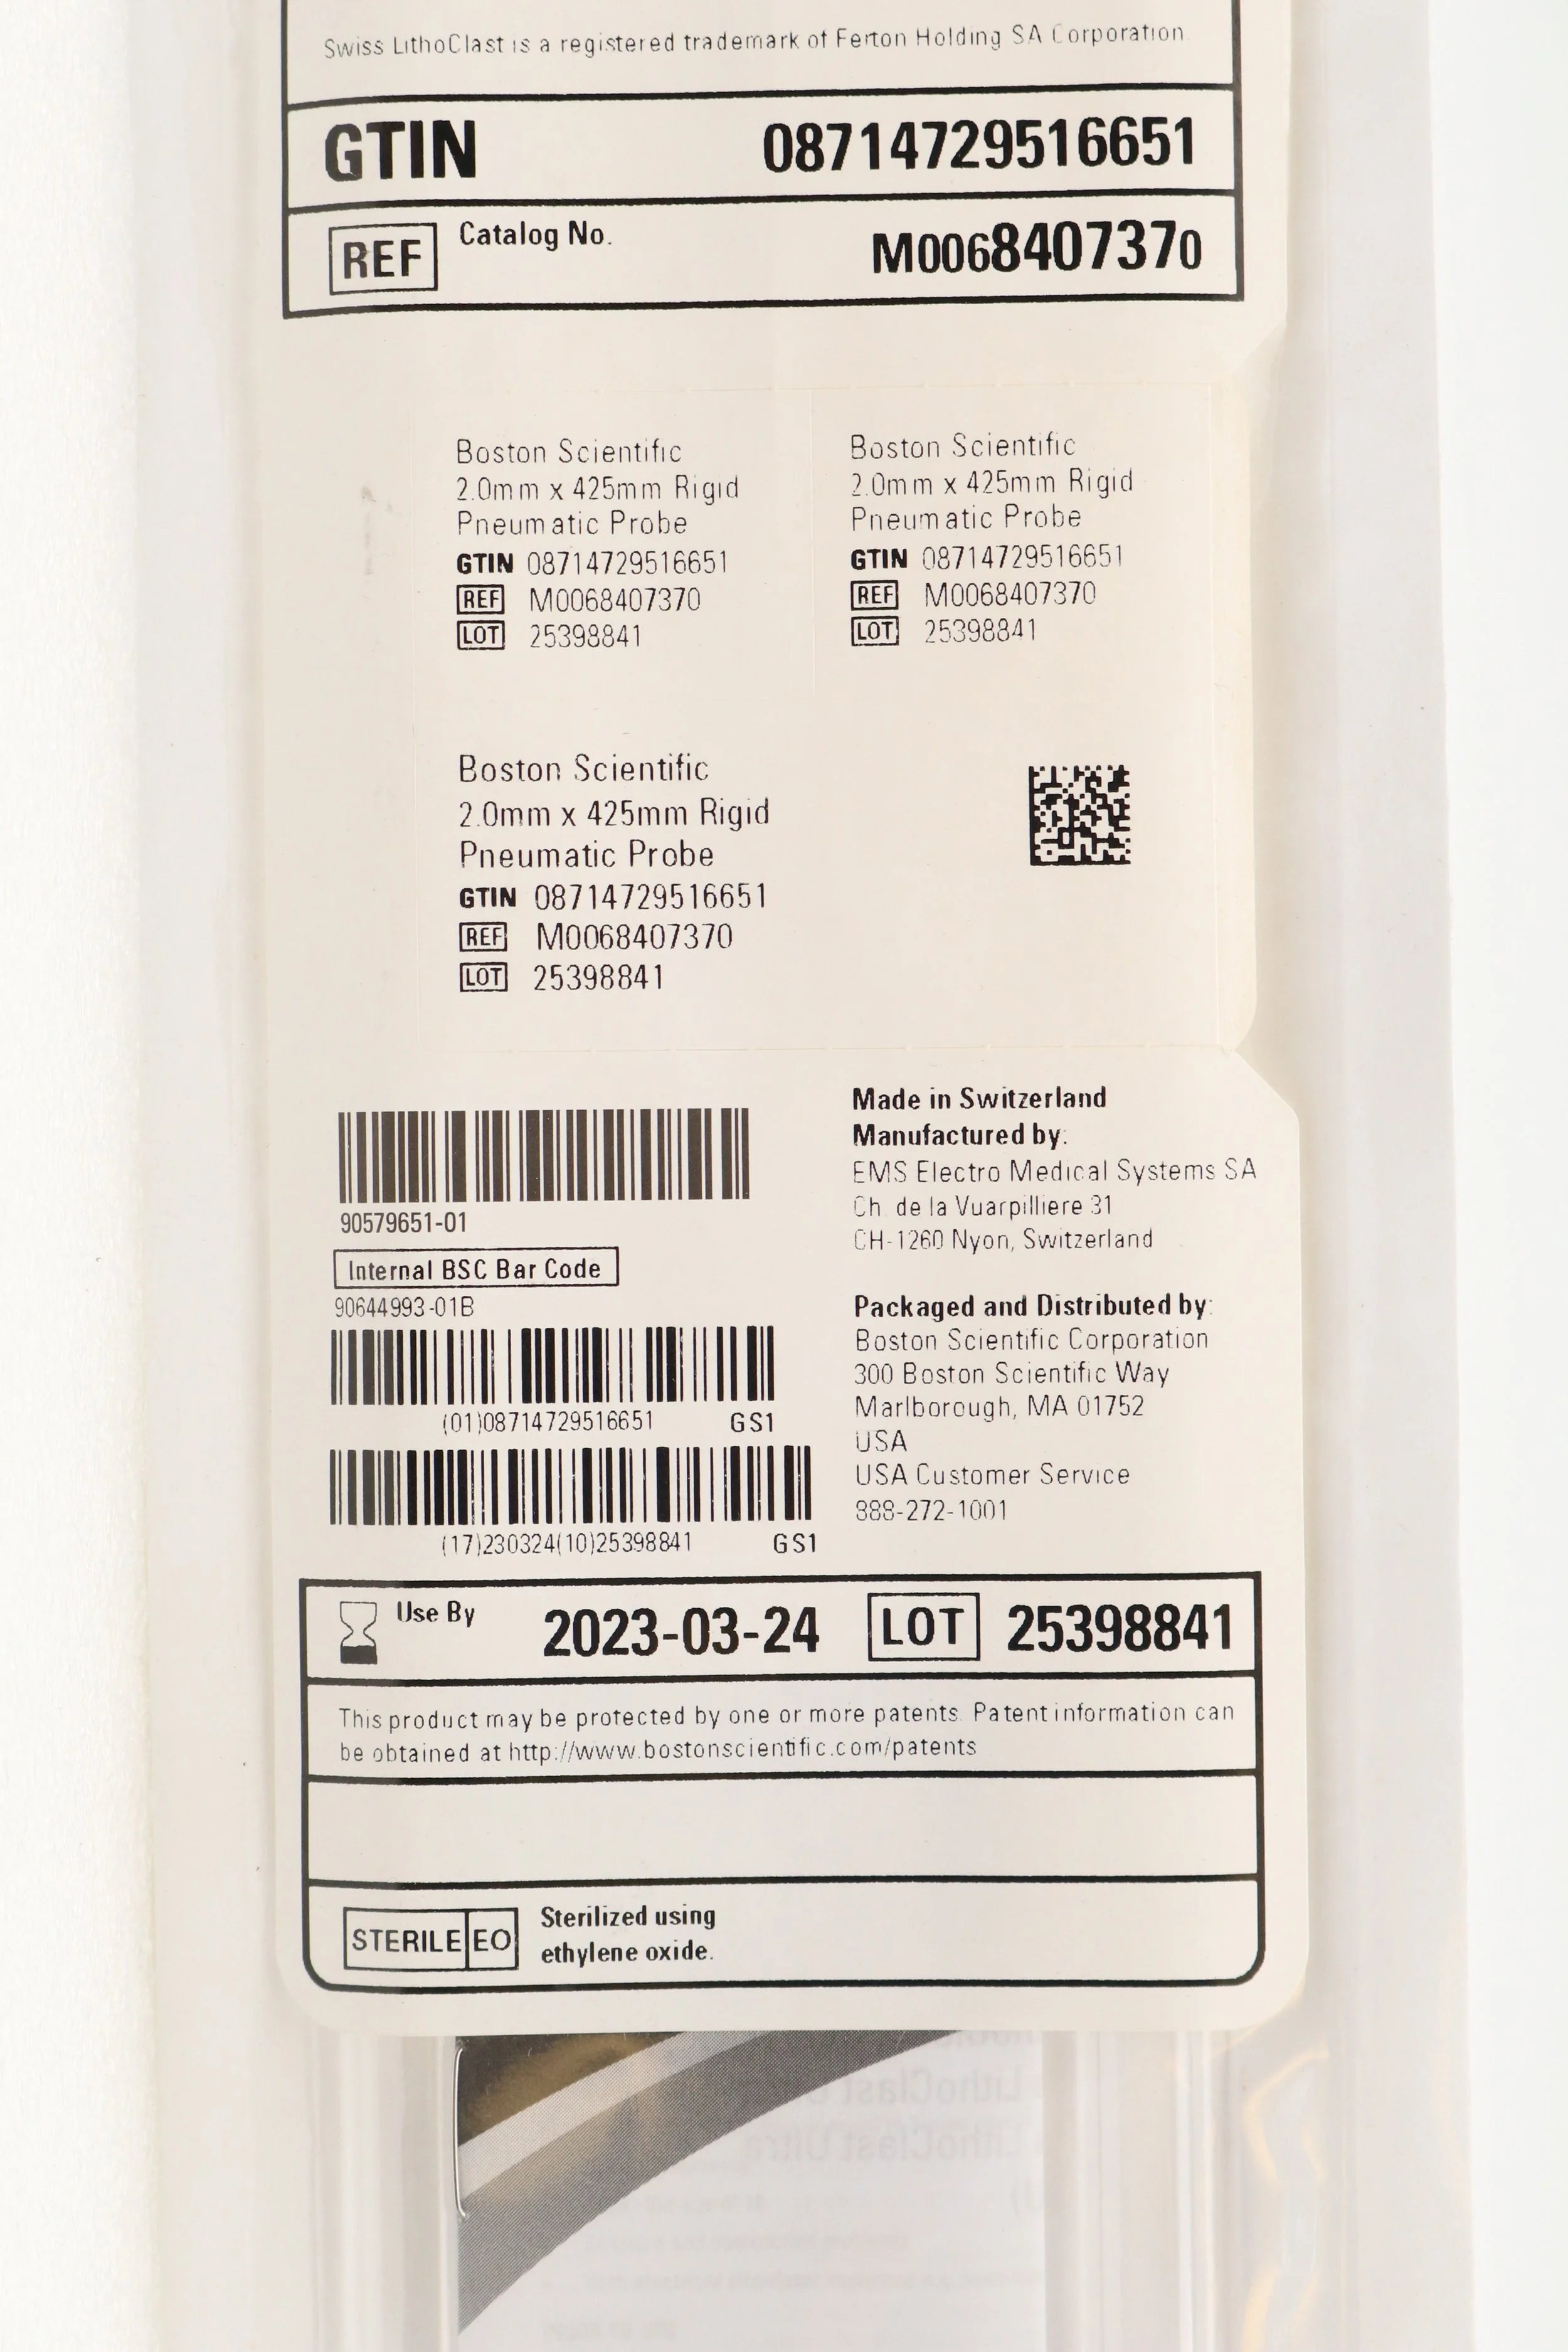 Swiss LithoClast is a registered trademark of Ferton Holding SA Corporation
GTIN 08714729516651
REF Catalog No. M0068407370
Boston Scientific
2.0mm x 425mm Rigid
Pneumatic Probe
GTIN 08714729516651
REF M0068407370
LOT 25398841
Boston Scientific
2.0mm x 425mm Rigid
Pneumatic Probe
GTIN 08714729516651
REF M0068407370
LOT 25398841
Boston Scientific
2.0mm x 425mm Rigid
Pneumatic Probe
GTIN 08714729516651
REF M0068407370
LOT 25398841
90579651-01
Internal BSC Bar Code
90644993-01B
(01)08714729516651 GS1
(17)230324(10)25398841 GS1
Made in Switzerland
Manufactured by:
EMS Electro Medical Systems SA
Ch. de la Vuarpilliere 31
CH-1260 Nyon, Switzerland
Packaged and Distributed by:
Boston Scientific Corporation
300 Boston Scientific Way
Marlborough, MA 01752
USA
USA Customer Service
888-272-1001
Use By 2023-03-24 LOT 25398841
This product may be protected by one or more patents. Patent information can
be obtained at http://www.bostonscientific.com/patents
STERILE EO Sterilized using
ethylene oxide.
LithoClast
LithoClast Ultra